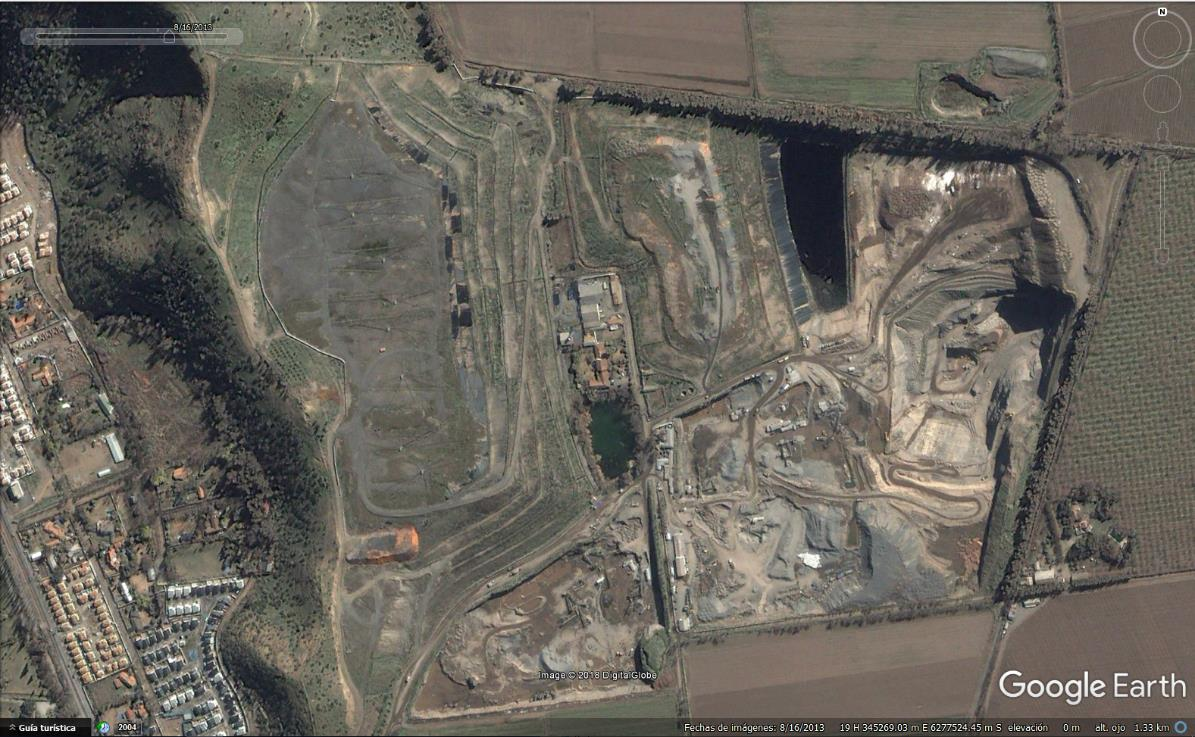 8/16/2013
N
Image © 2018 DigitalGlobe
Google Earth
Guía turística
2004
Fechas de imágenes: 8/16/2013 19 H 345269.03 m E 6277524.45 m S elevación 0 m alt. ojo 1.33 km